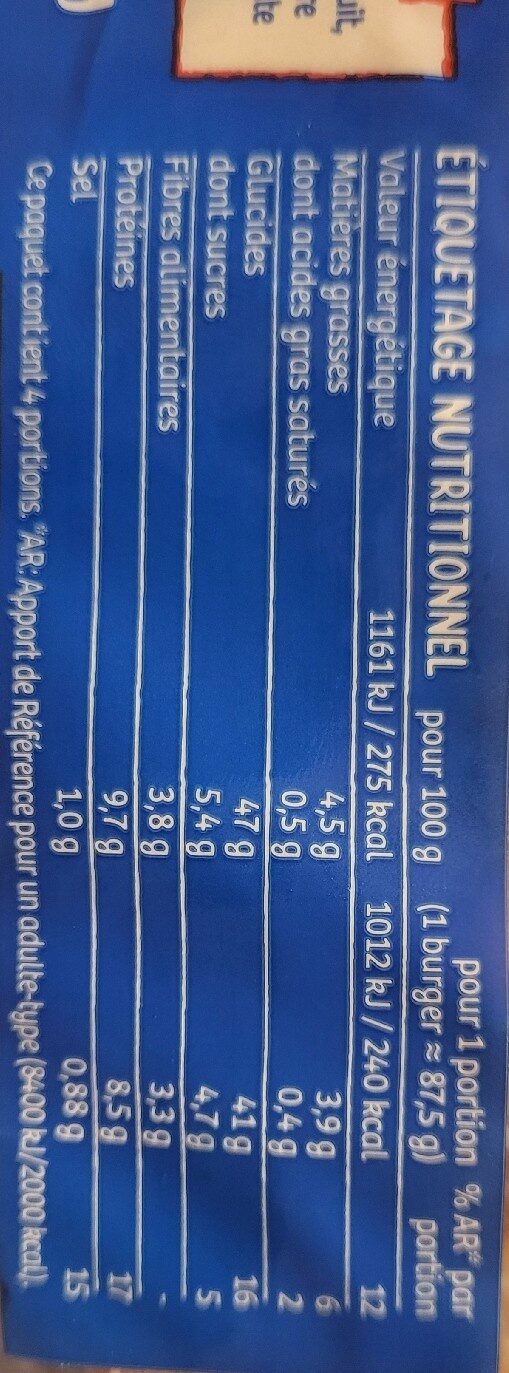 uit,
re
te
ÉTIQUETAGE NUTRITIONNEL pour 100 g pour 1 portion (1 burger ≈ 87,5 g) % AR* par portion
Valeur énergétique 1161 kJ / 275 kcal 1012 kJ / 240 kcal 12
Matières grasses 4,5 g 3,9 g 6
dont acides gras saturés 0,5 g 0,4 g 2
Glucides 47 g 41 g 16
dont sucres 5,4 g 4,7 g 5
Fibres alimentaires 3,8 g 3,3 g -
Protéines 9,7 g 8,5 g 17
Sel 1,0 g 0,88 g 15
Ce paquet contient 4 portions. *AR: Apport de Référence pour un adulte-type (8400 kJ/2000 kcal).